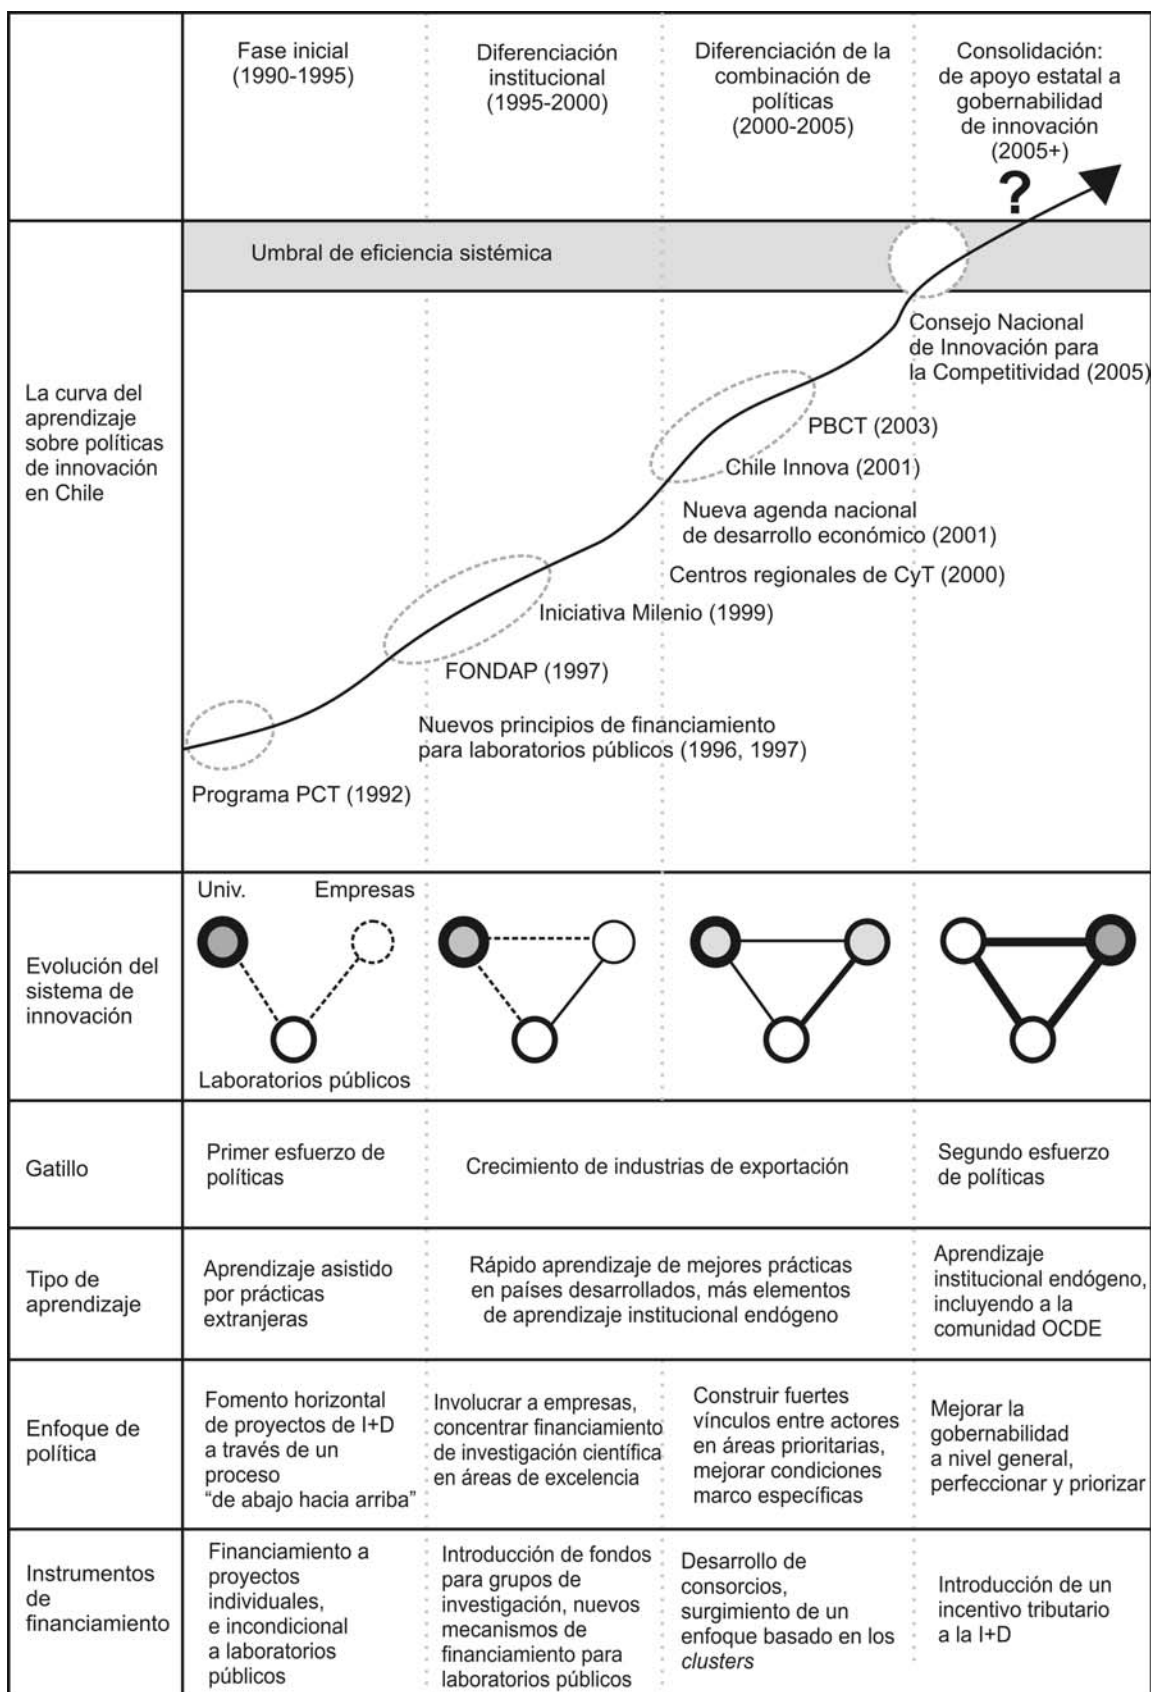 Fase inicial
(1990-1995)
Diferenciación
institucional
(1995-2000)
Diferenciación de la
combinación de
políticas
(2000-2005)
Consolidación:
de apoyo estatal a
gobernabilidad
de innovación
(2005+)
?
La curva del
aprendizaje
sobre políticas
de innovación
en Chile
Umbral de eficiencia sistémica
Consejo Nacional
de Innovación para
la Competitividad (2005)
PBCT (2003)
Chile Innova (2001)
Nueva agenda nacional
de desarrollo económico (2001)
Centros regionales de CyT (2000)
Iniciativa Milenio (1999)
FONDAP (1997)
Nuevos principios de financiamiento
para laboratorios públicos (1996, 1997)
Programa PCT (1992)
Evolución del
sistema de
innovación
Univ.
Empresas
Laboratorios públicos
Gatillo
Primer esfuerzo de
políticas
Crecimiento de industrias de exportación
Segundo esfuerzo
de políticas
Tipo de
aprendizaje
Aprendizaje asistido
por prácticas
extranjeras
Rápido aprendizaje de mejores prácticas
en países desarrollados, más elementos
de aprendizaje institucional endógeno
Aprendizaje
institucional endógeno,
incluyendo a la
comunidad OCDE
Enfoque de
política
Fomento horizontal
de proyectos de I+D
a través de un
proceso
“de abajo hacia arriba”
Involucrar a empresas,
concentrar financiamiento
de investigación científica
en áreas de excelencia
Construir fuertes
vínculos entre actores
en áreas prioritarias,
mejorar condiciones
marco específicas
Mejorar la
gobernabilidad
a nivel general,
perfeccionar y priorizar
Instrumentos
de
financiamiento
Financiamiento a
proyectos
individuales,
e incondicional
a laboratorios
públicos
Introducción de fondos
para grupos de
investigación, nuevos
mecanismos de
financiamiento para
laboratorios públicos
Desarrollo de
consorcios,
surgimiento de un
enfoque basado en los
clusters
Introducción de un
incentivo tributario
a la I+D